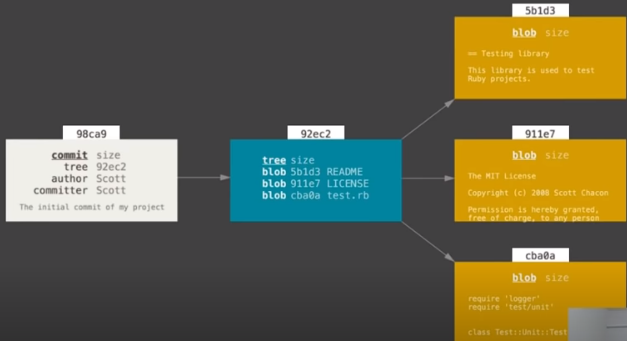 98ca9
commit size
tree 92ec2
author Scott
committer Scott
The initial commit of my project
92ec2
tree size
blob 5b1d3 README
blob 911e7 LICENSE
blob cba0a test.rb
5b1d3
blob size
== Testing library
This library is used to test
Ruby projects.
911e7
blob size
The MIT License
Copyright (c) 2008 Scott Chacon
Permission is hereby granted,
free of charge, to any person
cba0a
blob size
require 'logger'
require 'test/unit'
class Test::Unit::Test